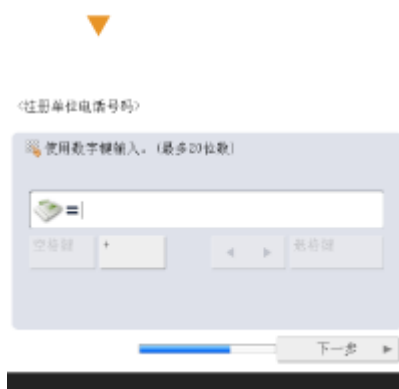 <注册单位电话号码>
使用数字键输入。(最多20位数)
=
空格键 + ◀ ▶ 退格键
下一步 ▶